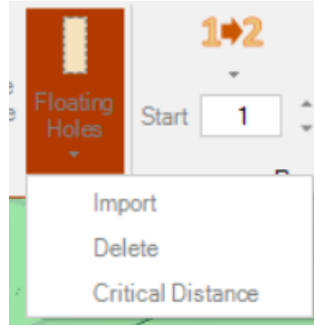 1➡2
Floating
Holes
Start 1
Import
Delete
Critical Distance